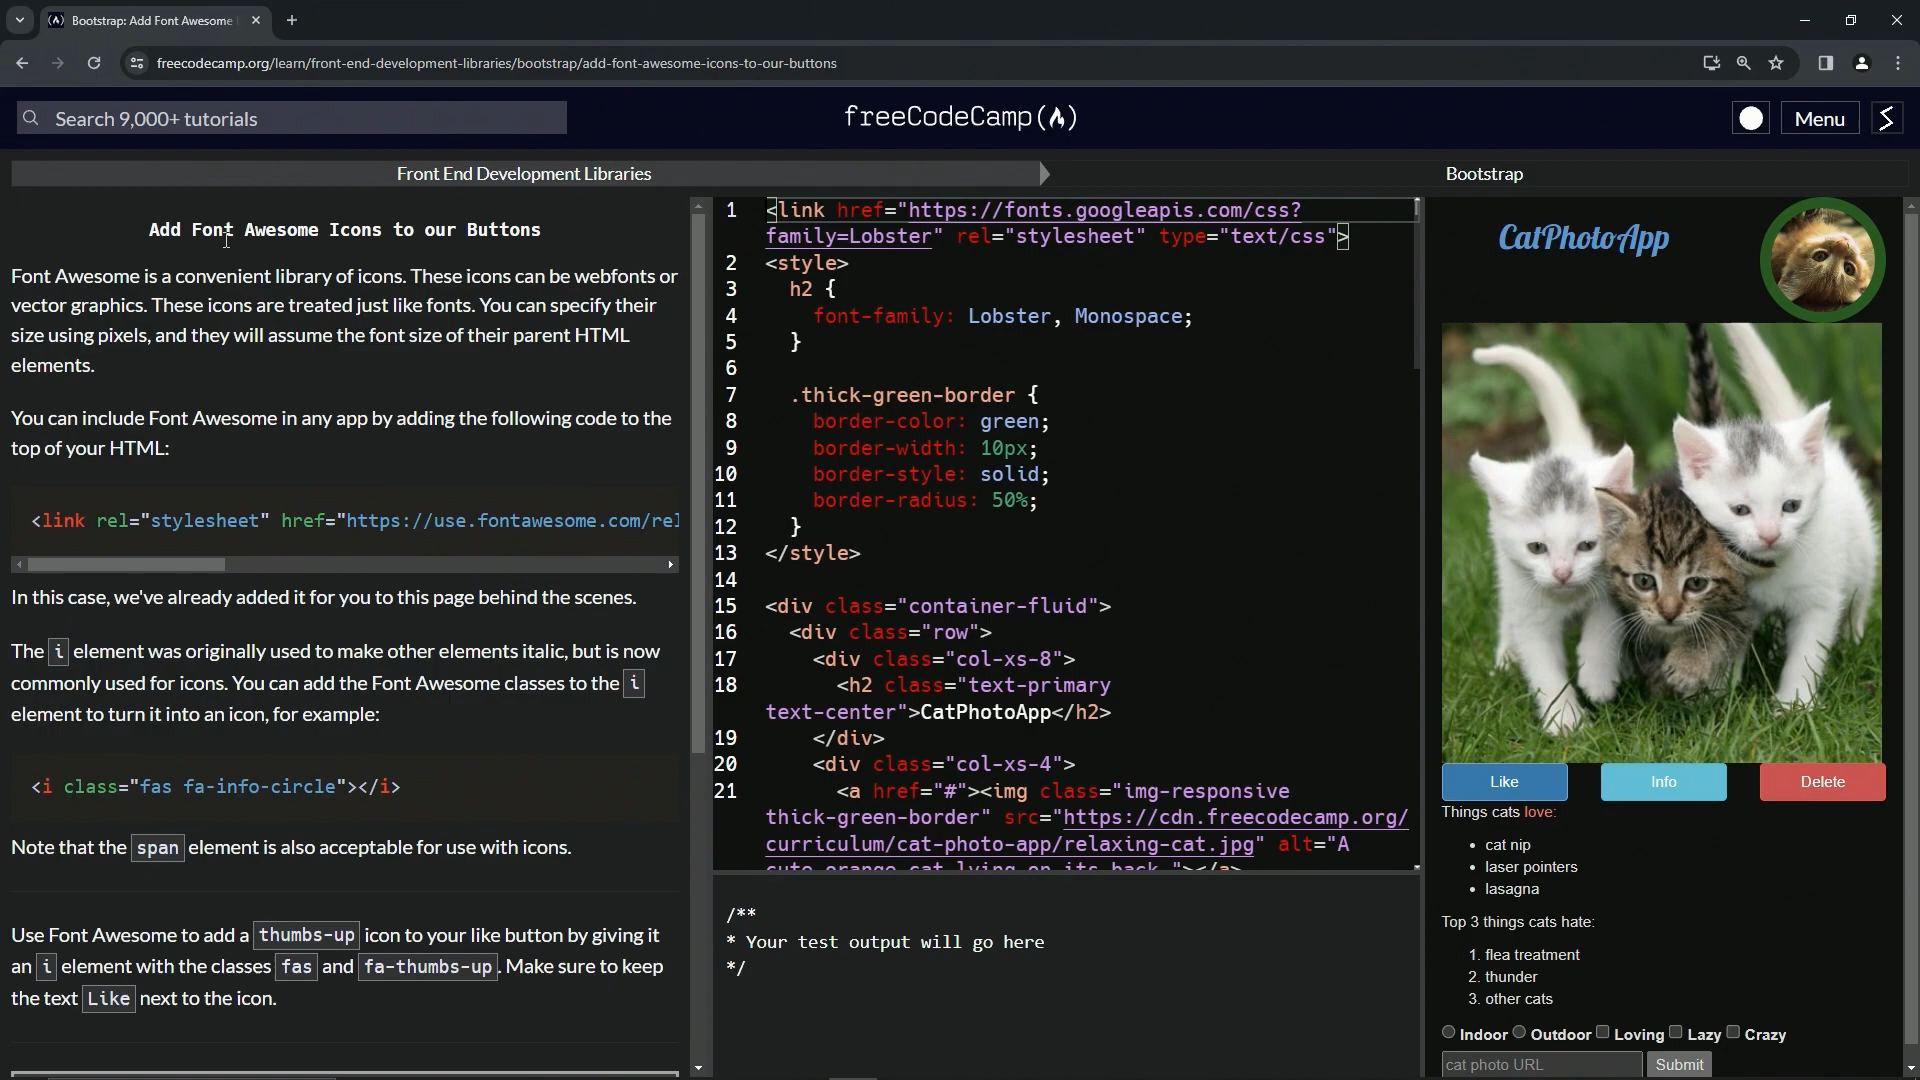 Bootstrap: Add Font Awesome
freecodecamp.org/learn/front-end-development-libraries/bootstrap/add-font-awesome-icons-to-our-buttons
Search 9,000+ tutorials
freeCodeCamp
Menu
Front End Development Libraries
Bootstrap
Add Font Awesome Icons to our Buttons
Font Awesome is a convenient library of icons. These icons can be webfonts or
vector graphics. These icons are treated just like fonts. You can specify their
size using pixels, and they will assume the font size of their parent HTML
elements.
You can include Font Awesome in any app by adding the following code to the
top of your HTML:
<link rel="stylesheet" href="https://use.fontawesome.com/rel
In this case, we've already added it for you to this page behind the scenes.
The i element was originally used to make other elements italic, but is now
commonly used for icons. You can add the Font Awesome classes to the i
element to turn it into an icon, for example:
<i class="fas fa-info-circle"></i>
Note that the span element is also acceptable for use with icons.
Use Font Awesome to add a thumbs-up icon to your like button by giving it
an i element with the classes fas and fa-thumbs-up. Make sure to keep
the text Like next to the icon.
1 <link href="https://fonts.googleapis.com/css?
family=Lobster" rel="stylesheet" type="text/css">
2 <style>
3 h2 {
4 font-family: Lobster, Monospace;
5 }
6
7 .thick-green-border {
8 border-color: green;
9 border-width: 10px;
10 border-style: solid;
11 border-radius: 50%;
12 }
13 </style>
14
15 <div class="container-fluid">
16 <div class="row">
17 <div class="col-xs-8">
18 <h2 class="text-primary
text-center">CatPhotoApp</h2>
19 </div>
20 <div class="col-xs-4">
21 <a href="#"><img class="img-responsive
thick-green-border" src="https://cdn.freecodecamp.org/
curriculum/cat-photo-app/relaxing-cat.jpg" alt="A
cute orange cat lying on its back."></a>
/**
* Your test output will go here
*/
CatPhotoApp
Like
Info
Delete
Things cats love:
• cat nip
• laser pointers
• lasagna
Top 3 things cats hate:
1. flea treatment
2. thunder
3. other cats
Indoor Outdoor Loving Lazy Crazy
cat photo URL
Submit